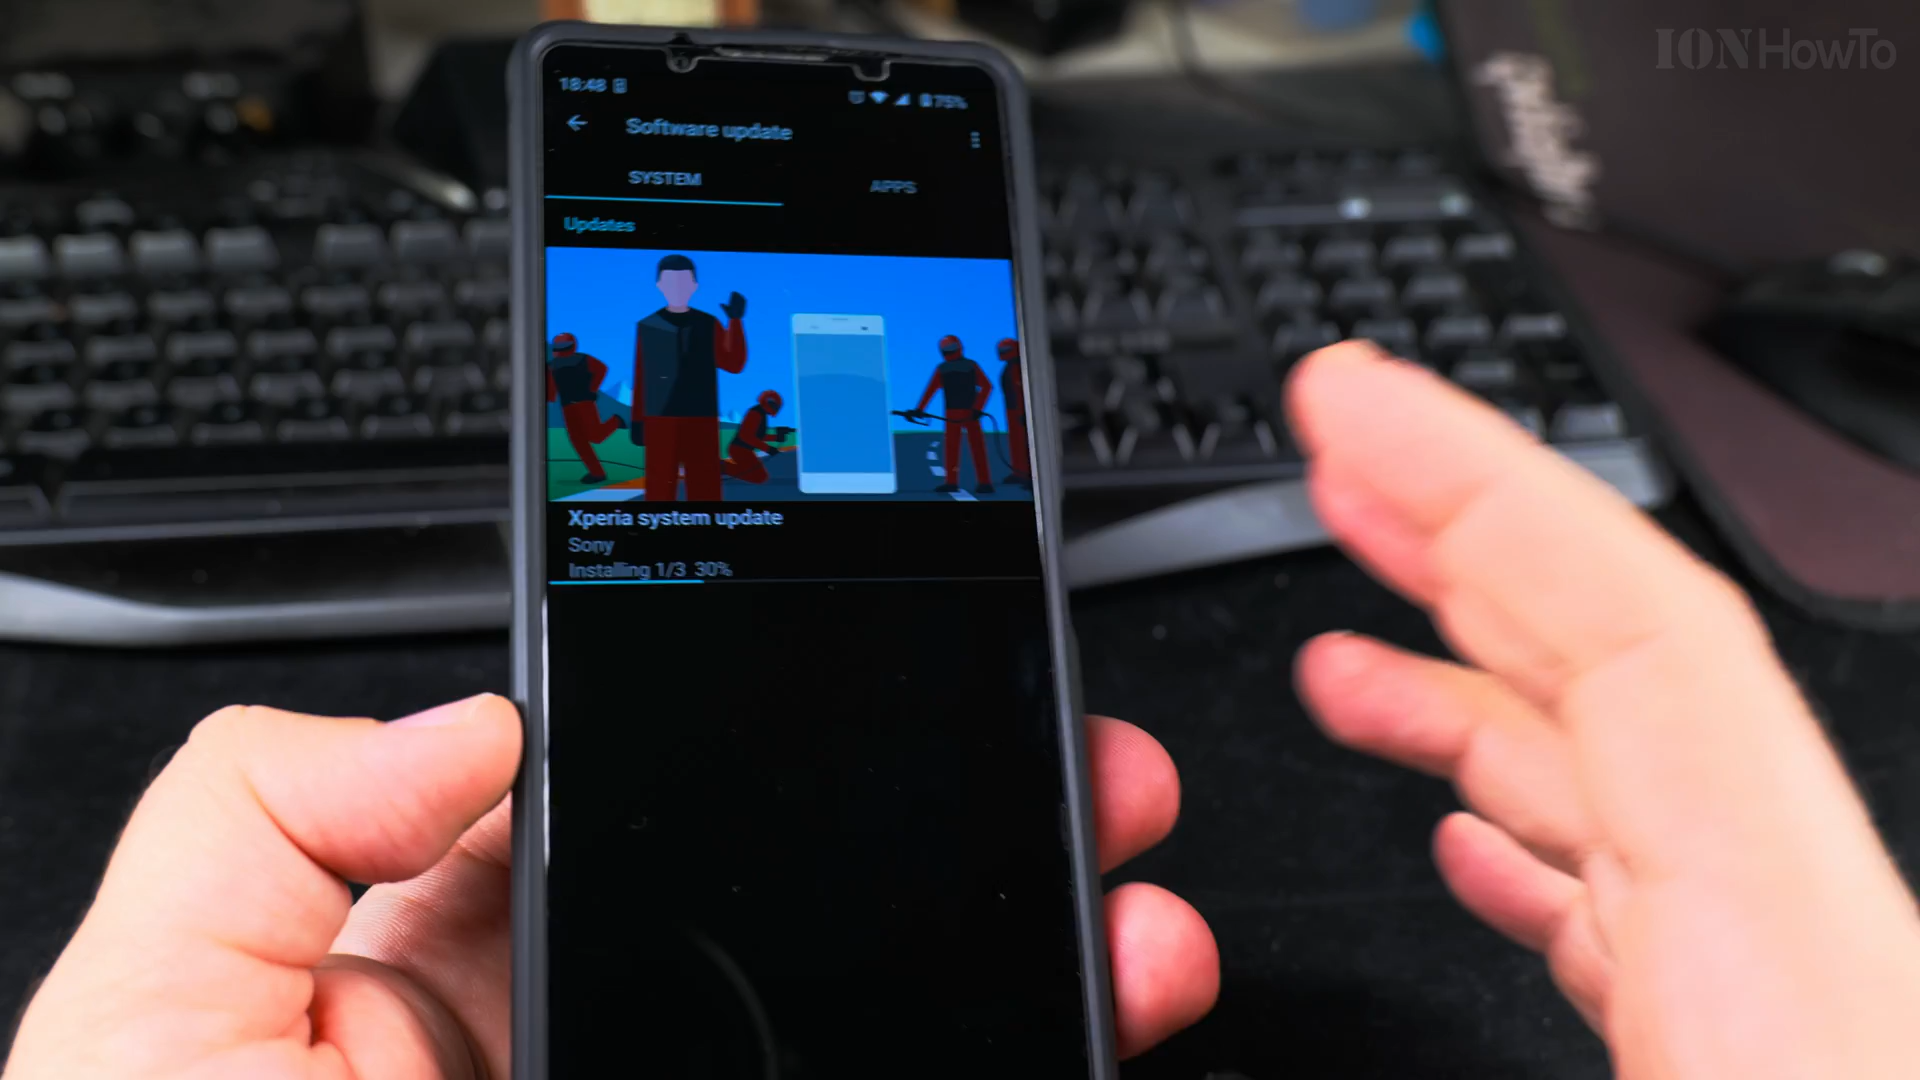 ION HowTo
18:48
75%
Software update
SYSTEM
APPS
Updates
Xperia system update
Sony
Installing 1/3 30%